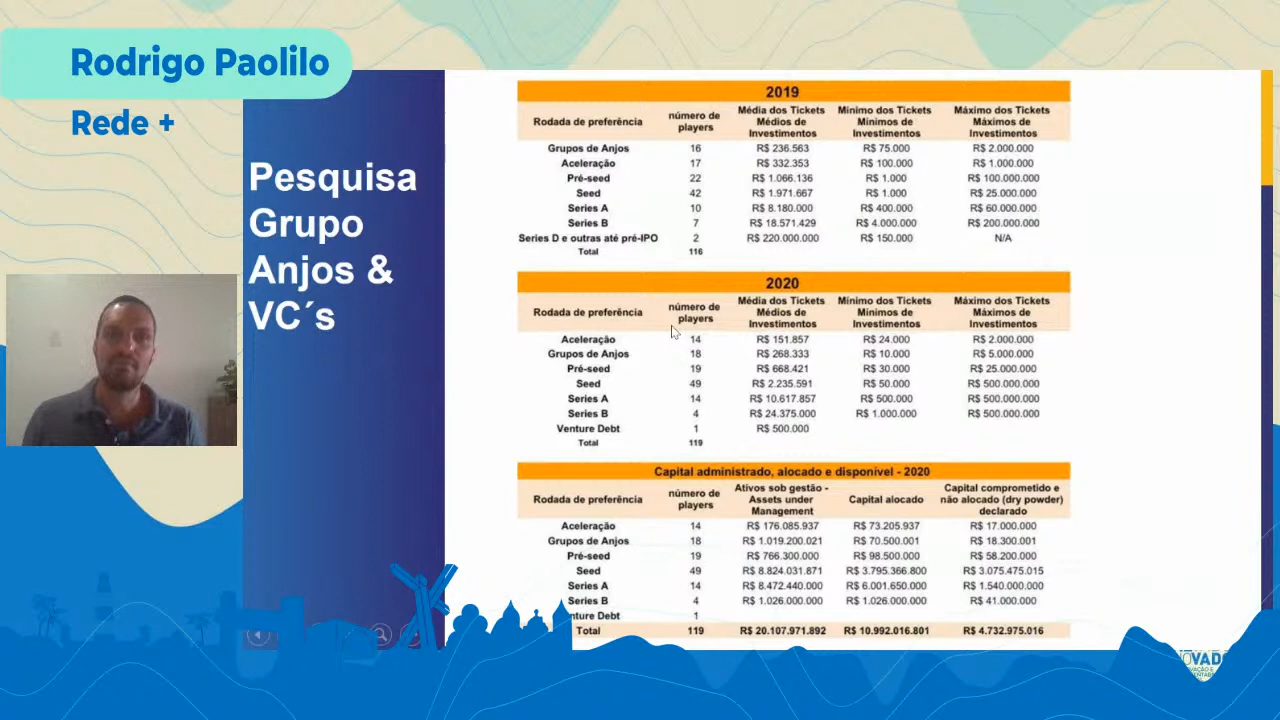 Rodrigo Paolilo
Rede +
Pesquisa
Grupo
Anjos &
VC´s
2019
Rodada de preferência número de players Média dos Tickets Médios de Investimentos Mínimo dos Tickets Mínimos de Investimentos Máximo dos Tickets Máximos de Investimentos
Grupos de Anjos 16 R$ 236.563 R$ 75.000 R$ 2.000.000
Aceleração 17 R$ 332.353 R$ 100.000 R$ 1.000.000
Pré-seed 22 R$ 1.066.136 R$ 1.000 R$ 100.000.000
Seed 42 R$ 1.971.667 R$ 1.000 R$ 25.000.000
Series A 10 R$ 8.180.000 R$ 400.000 R$ 60.000.000
Series B 7 R$ 18.571.429 R$ 4.000.000 R$ 200.000.000
Series D e outras até pré-IPO 2 R$ 220.000.000 R$ 150.000 N/A
Total 116
2020
Rodada de preferência número de players Média dos Tickets Médios de Investimentos Mínimo dos Tickets Mínimos de Investimentos Máximo dos Tickets Máximos de Investimentos
Aceleração 14 R$ 151.857 R$ 24.000 R$ 2.000.000
Grupos de Anjos 18 R$ 268.333 R$ 10.000 R$ 5.000.000
Pré-seed 19 R$ 668.421 R$ 30.000 R$ 25.000.000
Seed 49 R$ 2.235.591 R$ 50.000 R$ 500.000.000
Series A 14 R$ 10.617.857 R$ 500.000 R$ 500.000.000
Series B 4 R$ 24.375.000 R$ 1.000.000 R$ 500.000.000
Venture Debt 1 R$ 500.000
Total 119
Capital administrado, alocado e disponível - 2020
Rodada de preferência número de players Ativos sob gestão - Assets under Management Capital alocado Capital comprometido e não alocado (dry powder) declarado
Aceleração 14 R$ 176.085.937 R$ 73.205.937 R$ 17.000.000
Grupos de Anjos 18 R$ 1.019.200.021 R$ 70.500.001 R$ 18.300.001
Pré-seed 19 R$ 766.300.000 R$ 98.500.000 R$ 58.200.000
Seed 49 R$ 8.824.031.871 R$ 3.795.366.800 R$ 3.075.475.015
Series A 14 R$ 8.472.440.000 R$ 6.001.650.000 R$ 1.540.000.000
Series B 4 R$ 1.026.000.000 R$ 1.026.000.000 R$ 41.000.000
nture Debt 1
Total 119 R$ 20.107.971.892 R$ 10.992.016.801 R$ 4.732.975.016